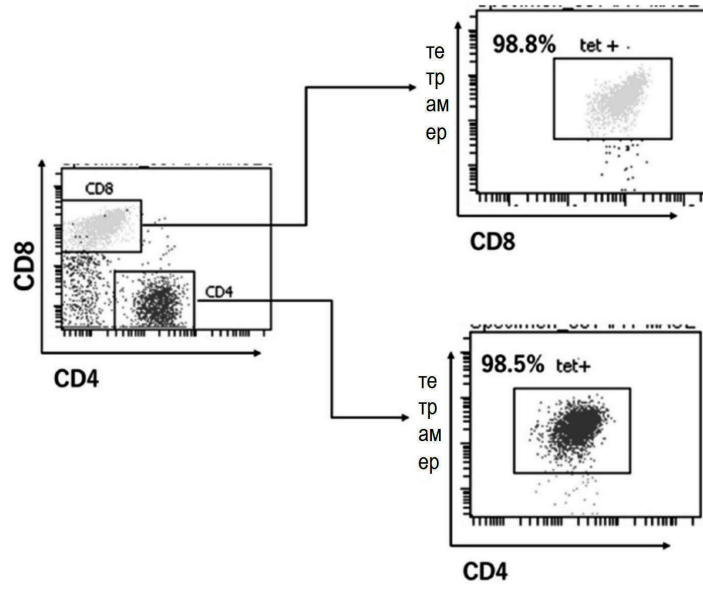 98.8% tet +
те
тр
ам
ер
CD8
CD8
CD8
CD4
CD4
98.5% tet+
те
тр
ам
ер
CD4